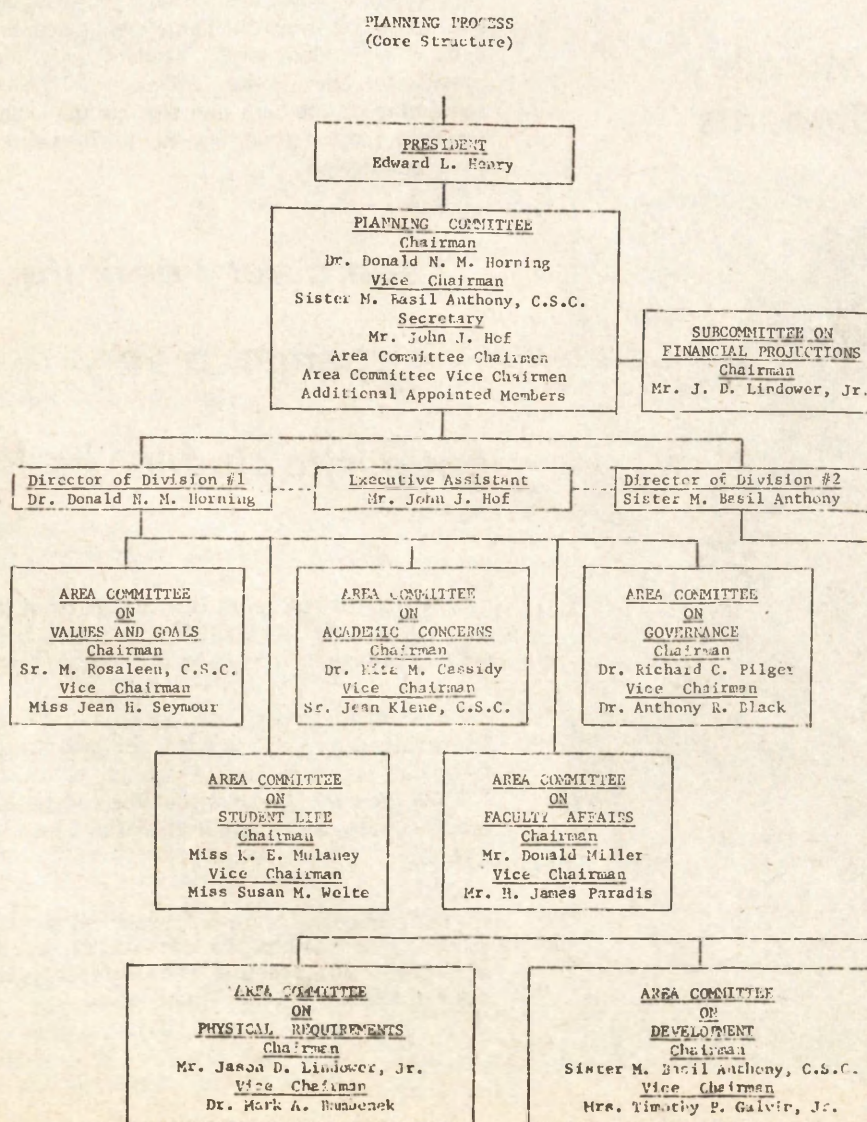 PLANNING PROCESS
(Core Structure)
PRESIDENT
Edward L. Henry
PLANNING COMMITTEE
Chairman
Dr. Donald N. M. Horning
Vice Chairman
Sister M. Basil Anthony, C.S.C.
Secretary
Mr. John J. Hof
Area Committee Chairmen
Area Committee Vice Chairmen
Additional Appointed Members
SUBCOMMITTEE ON
FINANCIAL PROJECTIONS
Chairman
Mr. J. D. Lindower, Jr.
Director of Division #1
Dr. Donald N. M. Horning
Executive Assistant
Mr. John J. Hof
Director of Division #2
Sister M. Basil Anthony
AREA COMMITTEE
ON
VALUES AND GOALS
Chairman
Sr. M. Rosaleen, C.S.C.
Vice Chairman
Miss Jean H. Seymour
AREA COMMITTEE
ON
ACADEMIC CONCERNS
Chairman
Dr. Rita M. Cassidy
Vice Chairman
Sr. Jean Klene, C.S.C.
AREA COMMITTEE
ON
GOVERNANCE
Chairman
Dr. Richard C. Pilger
Vice Chairman
Dr. Anthony R. Black
AREA COMMITTEE
ON
STUDENT LIFE
Chairman
Miss K. E. Mulaney
Vice Chairman
Miss Susan M. Welte
AREA COMMITTEE
ON
FACULTY AFFAIRS
Chairman
Mr. Donald Miller
Vice Chairman
Mr. H. James Paradis
AREA COMMITTEE
ON
PHYSICAL REQUIREMENTS
Chairman
Mr. Jason D. Lindower, Jr.
Vice Chairman
Dr. Mark A.
AREA COMMITTEE
ON
DEVELOPMENT
Chairman
Sister M. Basil Anthony, C.S.C.
Vice Chairman
Mrs. Timothy P. Galvin, Jr.